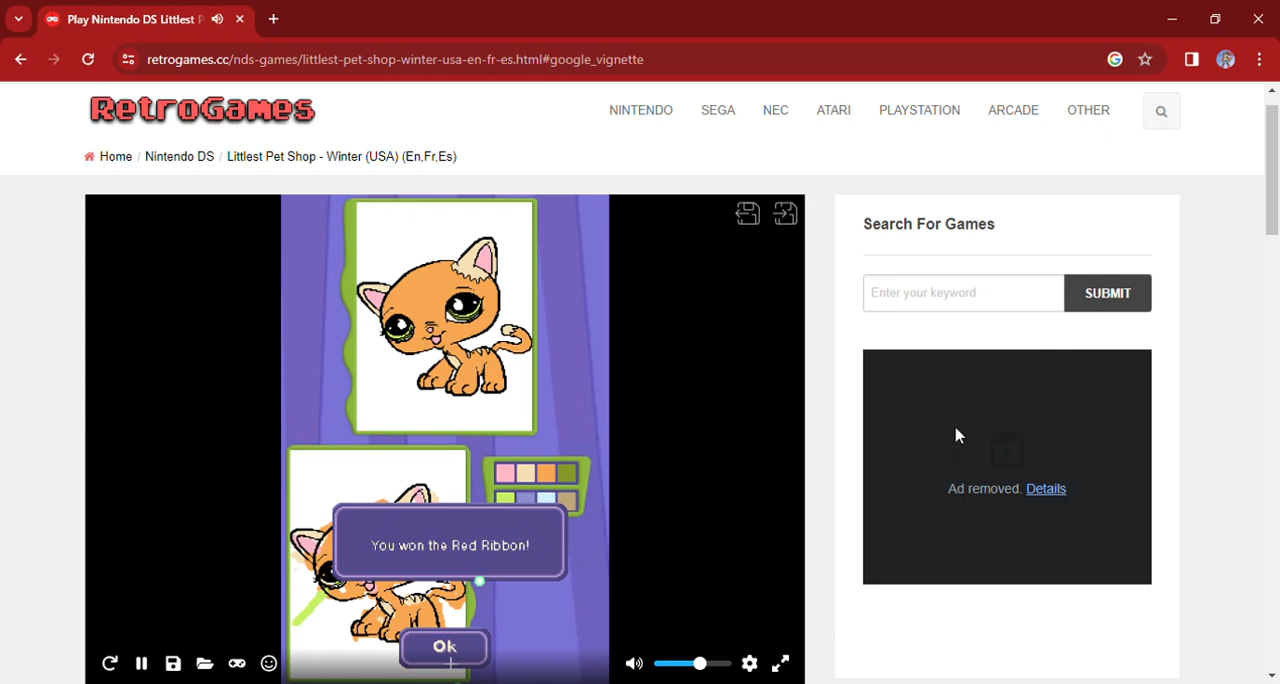 Play Nintendo DS Littlest P
retrogames.cc/nds-games/littlest-pet-shop-winter-usa-en-fr-es.html#google_vignette
RetroGames
NINTENDO SEGA NEC ATARI PLAYSTATION ARCADE OTHER
Home / Nintendo DS / Littlest Pet Shop - Winter (USA) (En,Fr,Es)
Search For Games
Enter your keyword
SUBMIT
Ad removed. Details
You won the Red Ribbon!
Ok